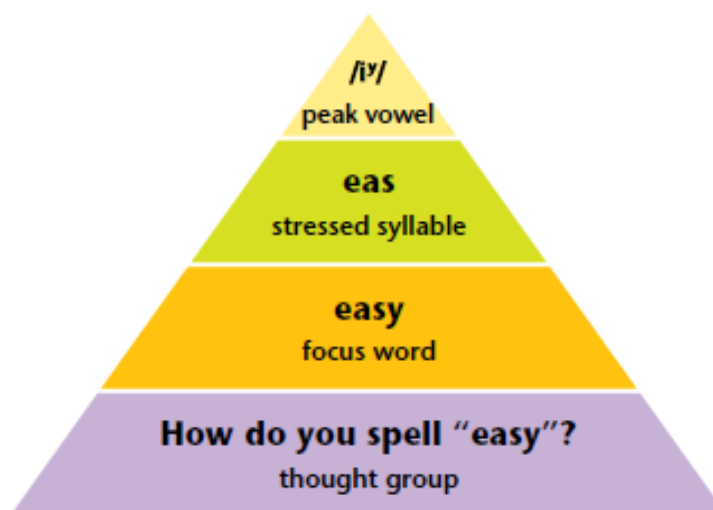 /iʸ/
peak vowel
eas
stressed syllable
easy
focus word
How do you spell “easy”?
thought group